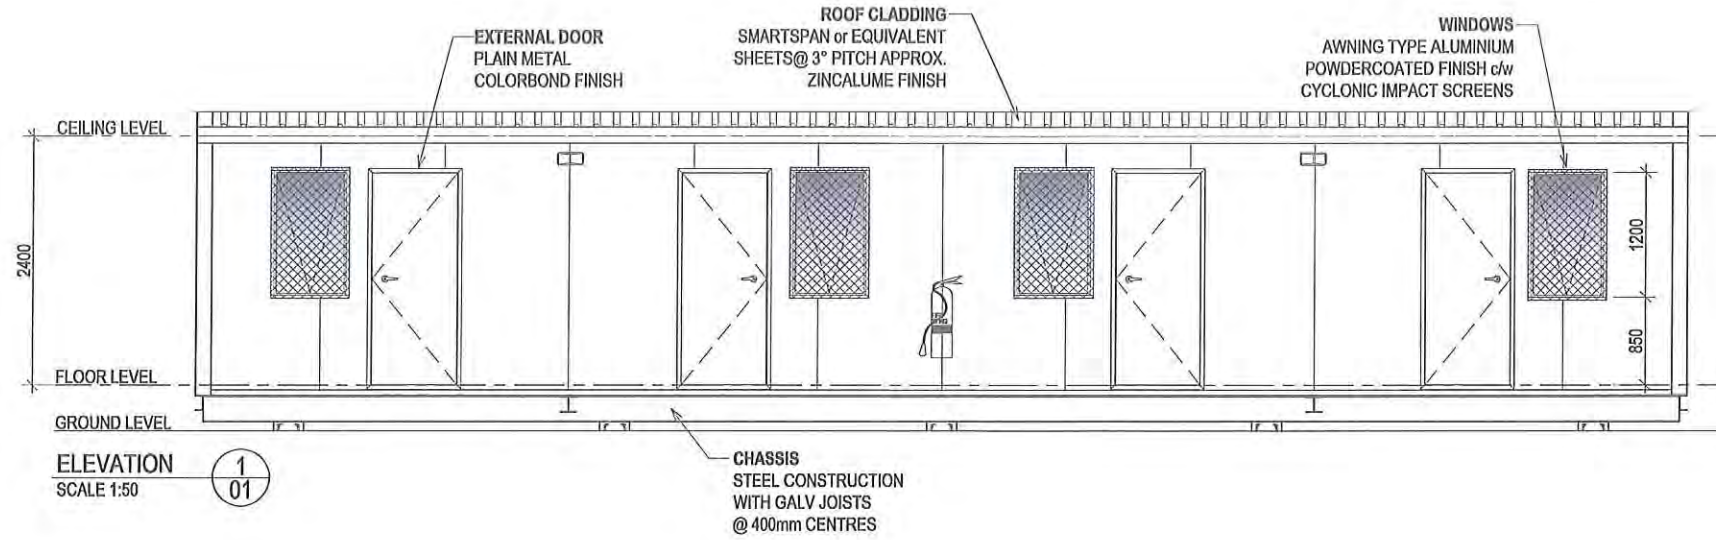 ROOF CLADDING
SMARTSPAN or EQUIVALENT
SHEETS@ 3° PITCH APPROX.
ZINCALUME FINISH
WINDOWS
AWNING TYPE ALUMINIUM
POWDERCOATED FINISH c/w
CYCLONIC IMPACT SCREENS
EXTERNAL DOOR
PLAIN METAL
COLORBOND FINISH
CEILING LEVEL
2400
1200
850
FLOOR LEVEL
GROUND LEVEL
ELEVATION
SCALE 1:50
1
01
CHASSIS
STEEL CONSTRUCTION
WITH GALV JOISTS
@ 400mm CENTRES